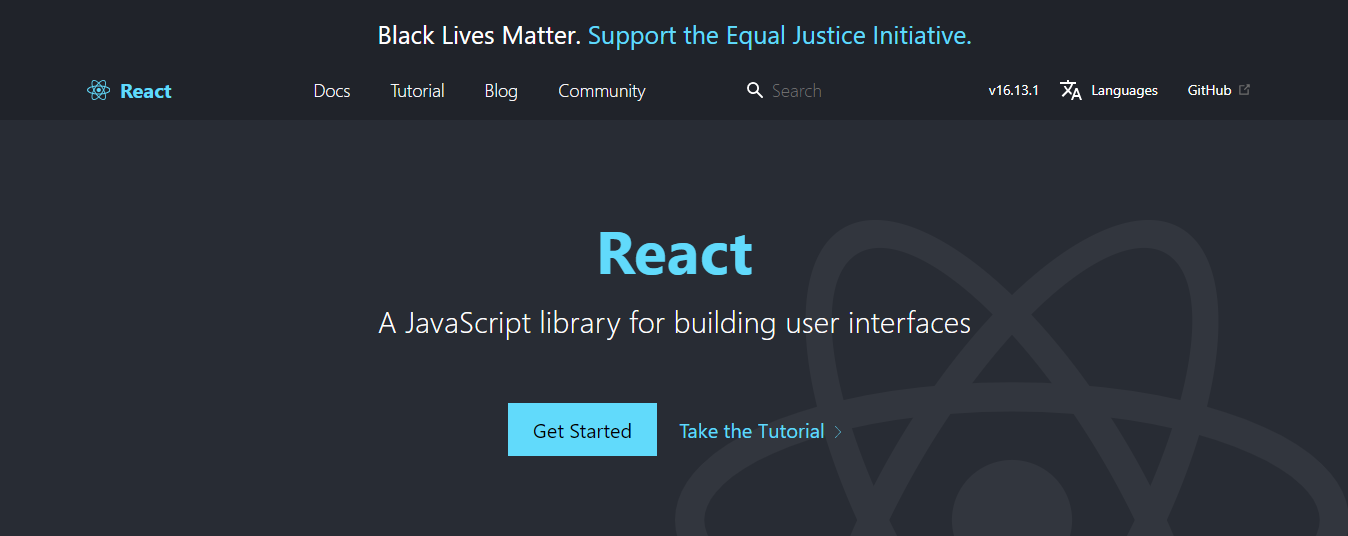 Black Lives Matter. Support the Equal Justice Initiative.
React Docs Tutorial Blog Community Search v16.13.1 Languages GitHub
React
A JavaScript library for building user interfaces
Get Started Take the Tutorial